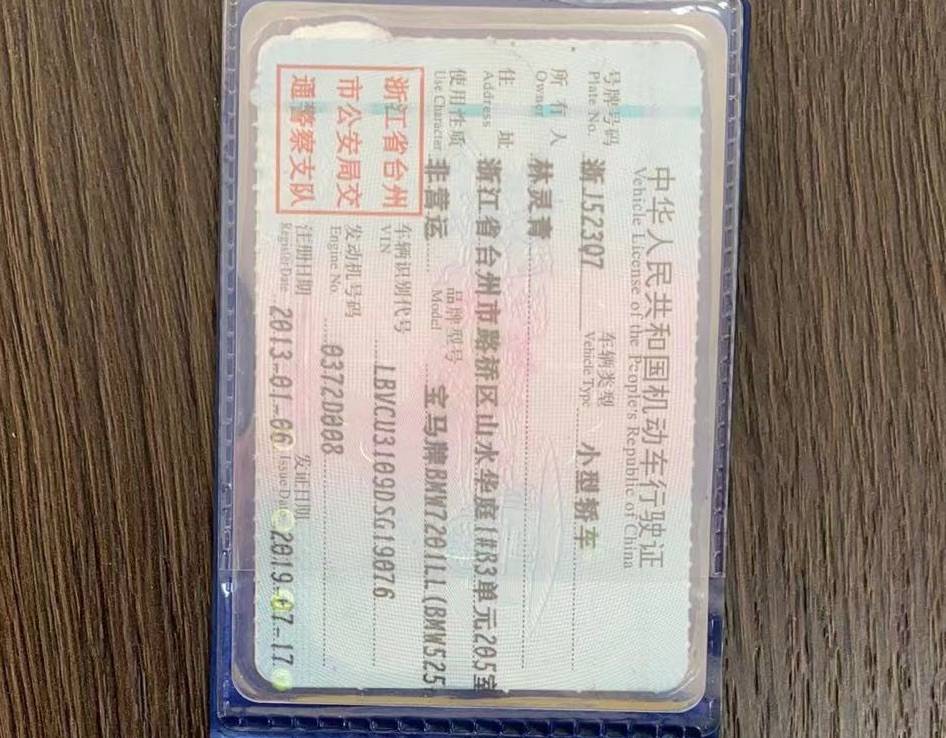 中华人民共和国机动车行驶证
Vehicle License of the People's Republic of China
号牌号码 浙J523Q7 车辆类型 小型轿车
Plate No. Vehicle Type
所有人 林灵青
Owner
住址 浙江省台州市路桥区山水华庭1#B3单元205室
Address
使用性质 非营运 品牌型号 宝马牌BMW7201LL(BMW525
Use Character Model
浙江省台州
市公安局交
通警察支队
车辆识别代号 LBVCU3109DSG19076
VIN
发动机号码 0372D008
Engine No.
注册日期 2013-01-06 发证日期 2019-07-17
Register Date Issue Date